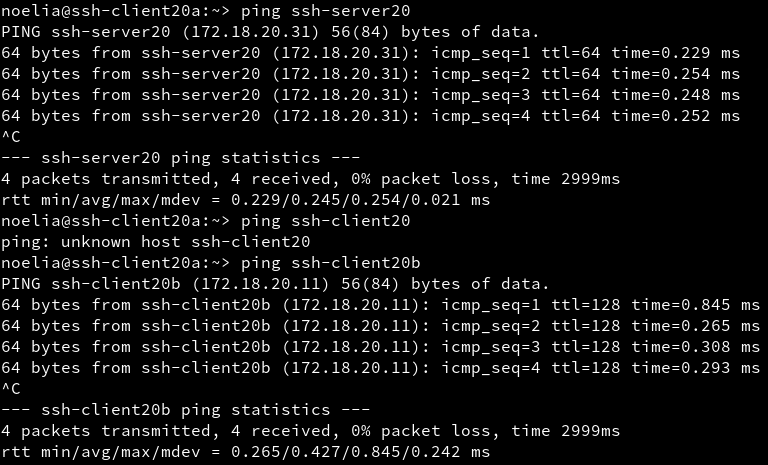 noelia@ssh-client20a:~> ping ssh-server20
PING ssh-server20 (172.18.20.31) 56(84) bytes of data.
64 bytes from ssh-server20 (172.18.20.31): icmp_seq=1 ttl=64 time=0.229 ms
64 bytes from ssh-server20 (172.18.20.31): icmp_seq=2 ttl=64 time=0.254 ms
64 bytes from ssh-server20 (172.18.20.31): icmp_seq=3 ttl=64 time=0.248 ms
64 bytes from ssh-server20 (172.18.20.31): icmp_seq=4 ttl=64 time=0.252 ms
^C
--- ssh-server20 ping statistics ---
4 packets transmitted, 4 received, 0% packet loss, time 2999ms
rtt min/avg/max/mdev = 0.229/0.245/0.254/0.021 ms
noelia@ssh-client20a:~> ping ssh-client20
ping: unknown host ssh-client20
noelia@ssh-client20a:~> ping ssh-client20b
PING ssh-client20b (172.18.20.11) 56(84) bytes of data.
64 bytes from ssh-client20b (172.18.20.11): icmp_seq=1 ttl=128 time=0.845 ms
64 bytes from ssh-client20b (172.18.20.11): icmp_seq=2 ttl=128 time=0.265 ms
64 bytes from ssh-client20b (172.18.20.11): icmp_seq=3 ttl=128 time=0.308 ms
64 bytes from ssh-client20b (172.18.20.11): icmp_seq=4 ttl=128 time=0.293 ms
^C
--- ssh-client20b ping statistics ---
4 packets transmitted, 4 received, 0% packet loss, time 2999ms
rtt min/avg/max/mdev = 0.265/0.427/0.845/0.242 ms